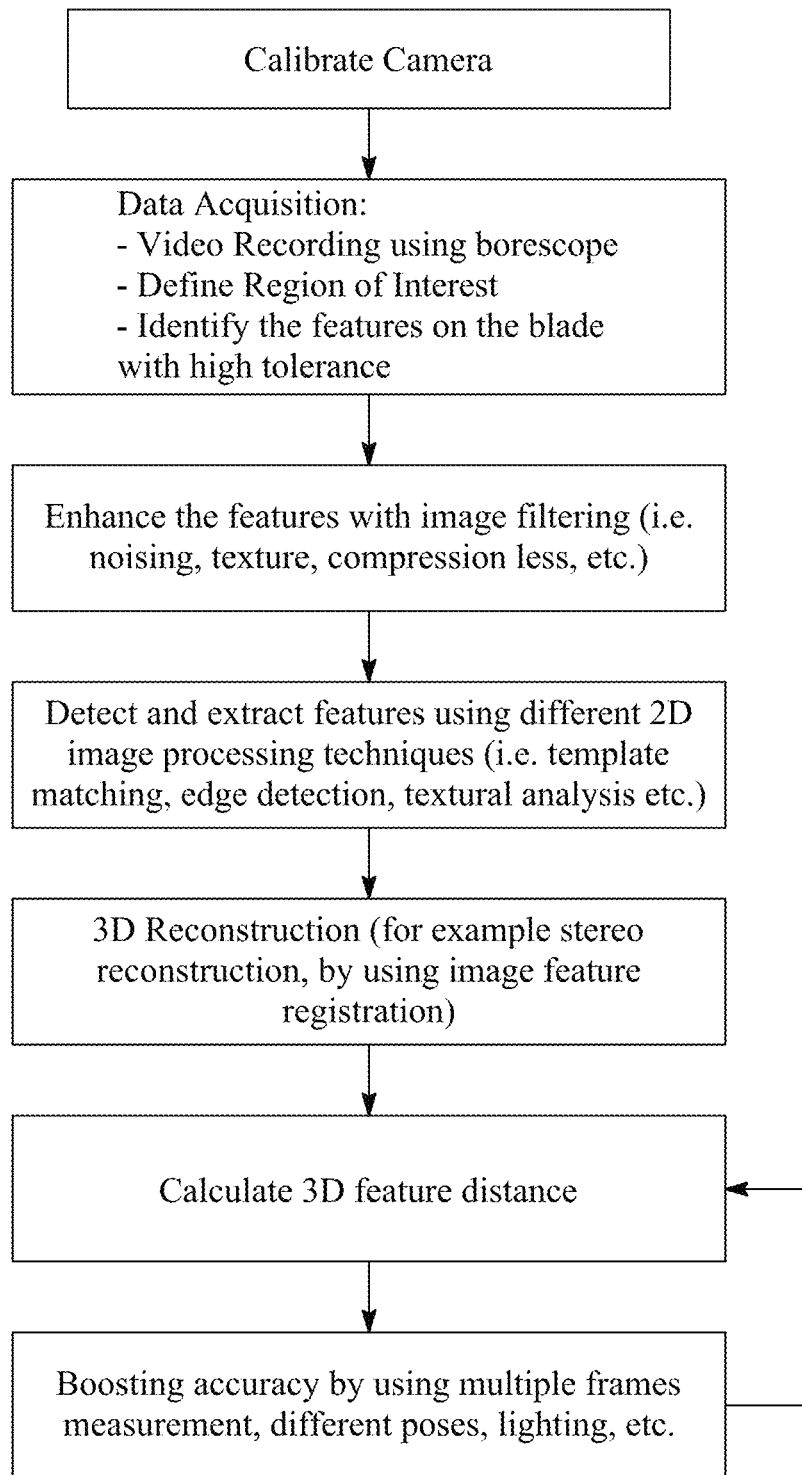 Calibrate Camera
Data Acquisition:
- Video Recording using borescope
- Define Region of Interest
- Identify the features on the blade
with high tolerance
Enhance the features with image filtering (i.e.
noising, texture, compression less, etc.)
Detect and extract features using different 2D
image processing techniques (i.e. template
matching, edge detection, textural analysis etc.)
3D Reconstruction (for example stereo
reconstruction, by using image feature
registration)
Calculate 3D feature distance
Boosting accuracy by using multiple frames
measurement, different poses, lighting, etc.